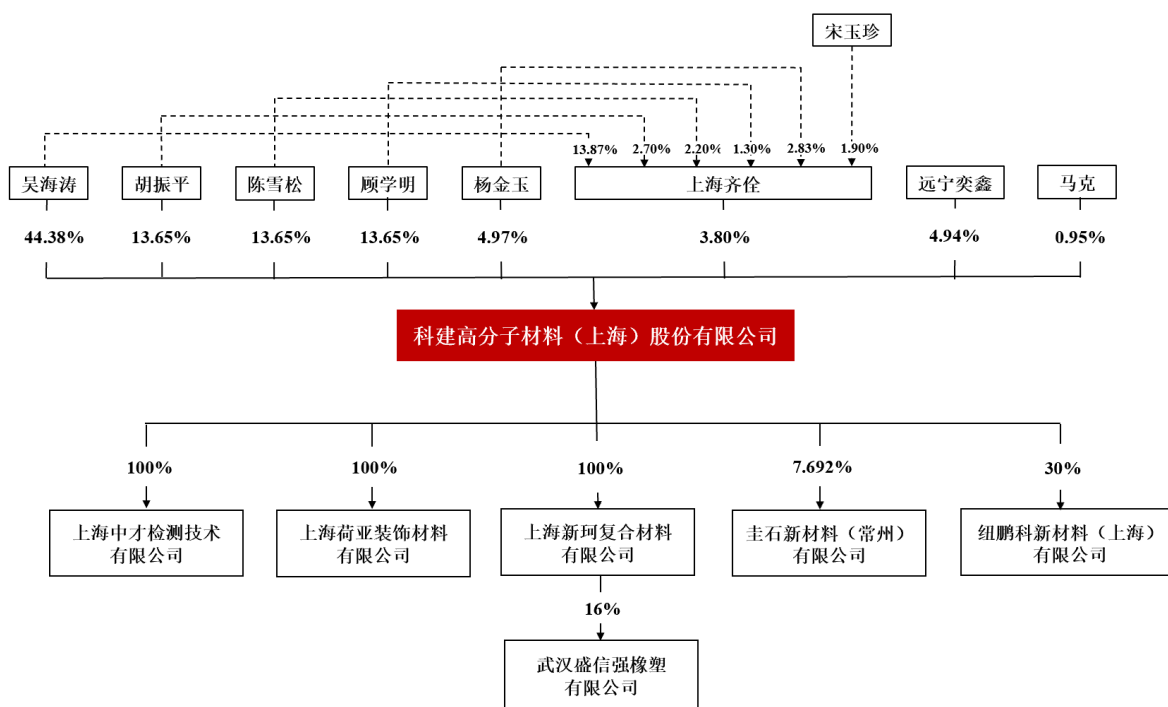 宋玉珍
13.87% 2.70% 2.20% 1.30% 2.83% 1.90%
吴海涛 胡振平 陈雪松 顾学明 杨金玉 上海齐佺 远宁奕鑫 马克
44.38% 13.65% 13.65% 13.65% 4.97% 3.80% 4.94% 0.95%
科建高分子材料（上海）股份有限公司
100% 100% 100% 7.692% 30%
上海中才检测技术
有限公司
上海荷亚装饰材料
有限公司
上海新珂复合材料
有限公司
圭石新材料（常州）
有限公司
纽鹏科新材料（上海）
有限公司
16%
武汉盛信强橡塑
有限公司